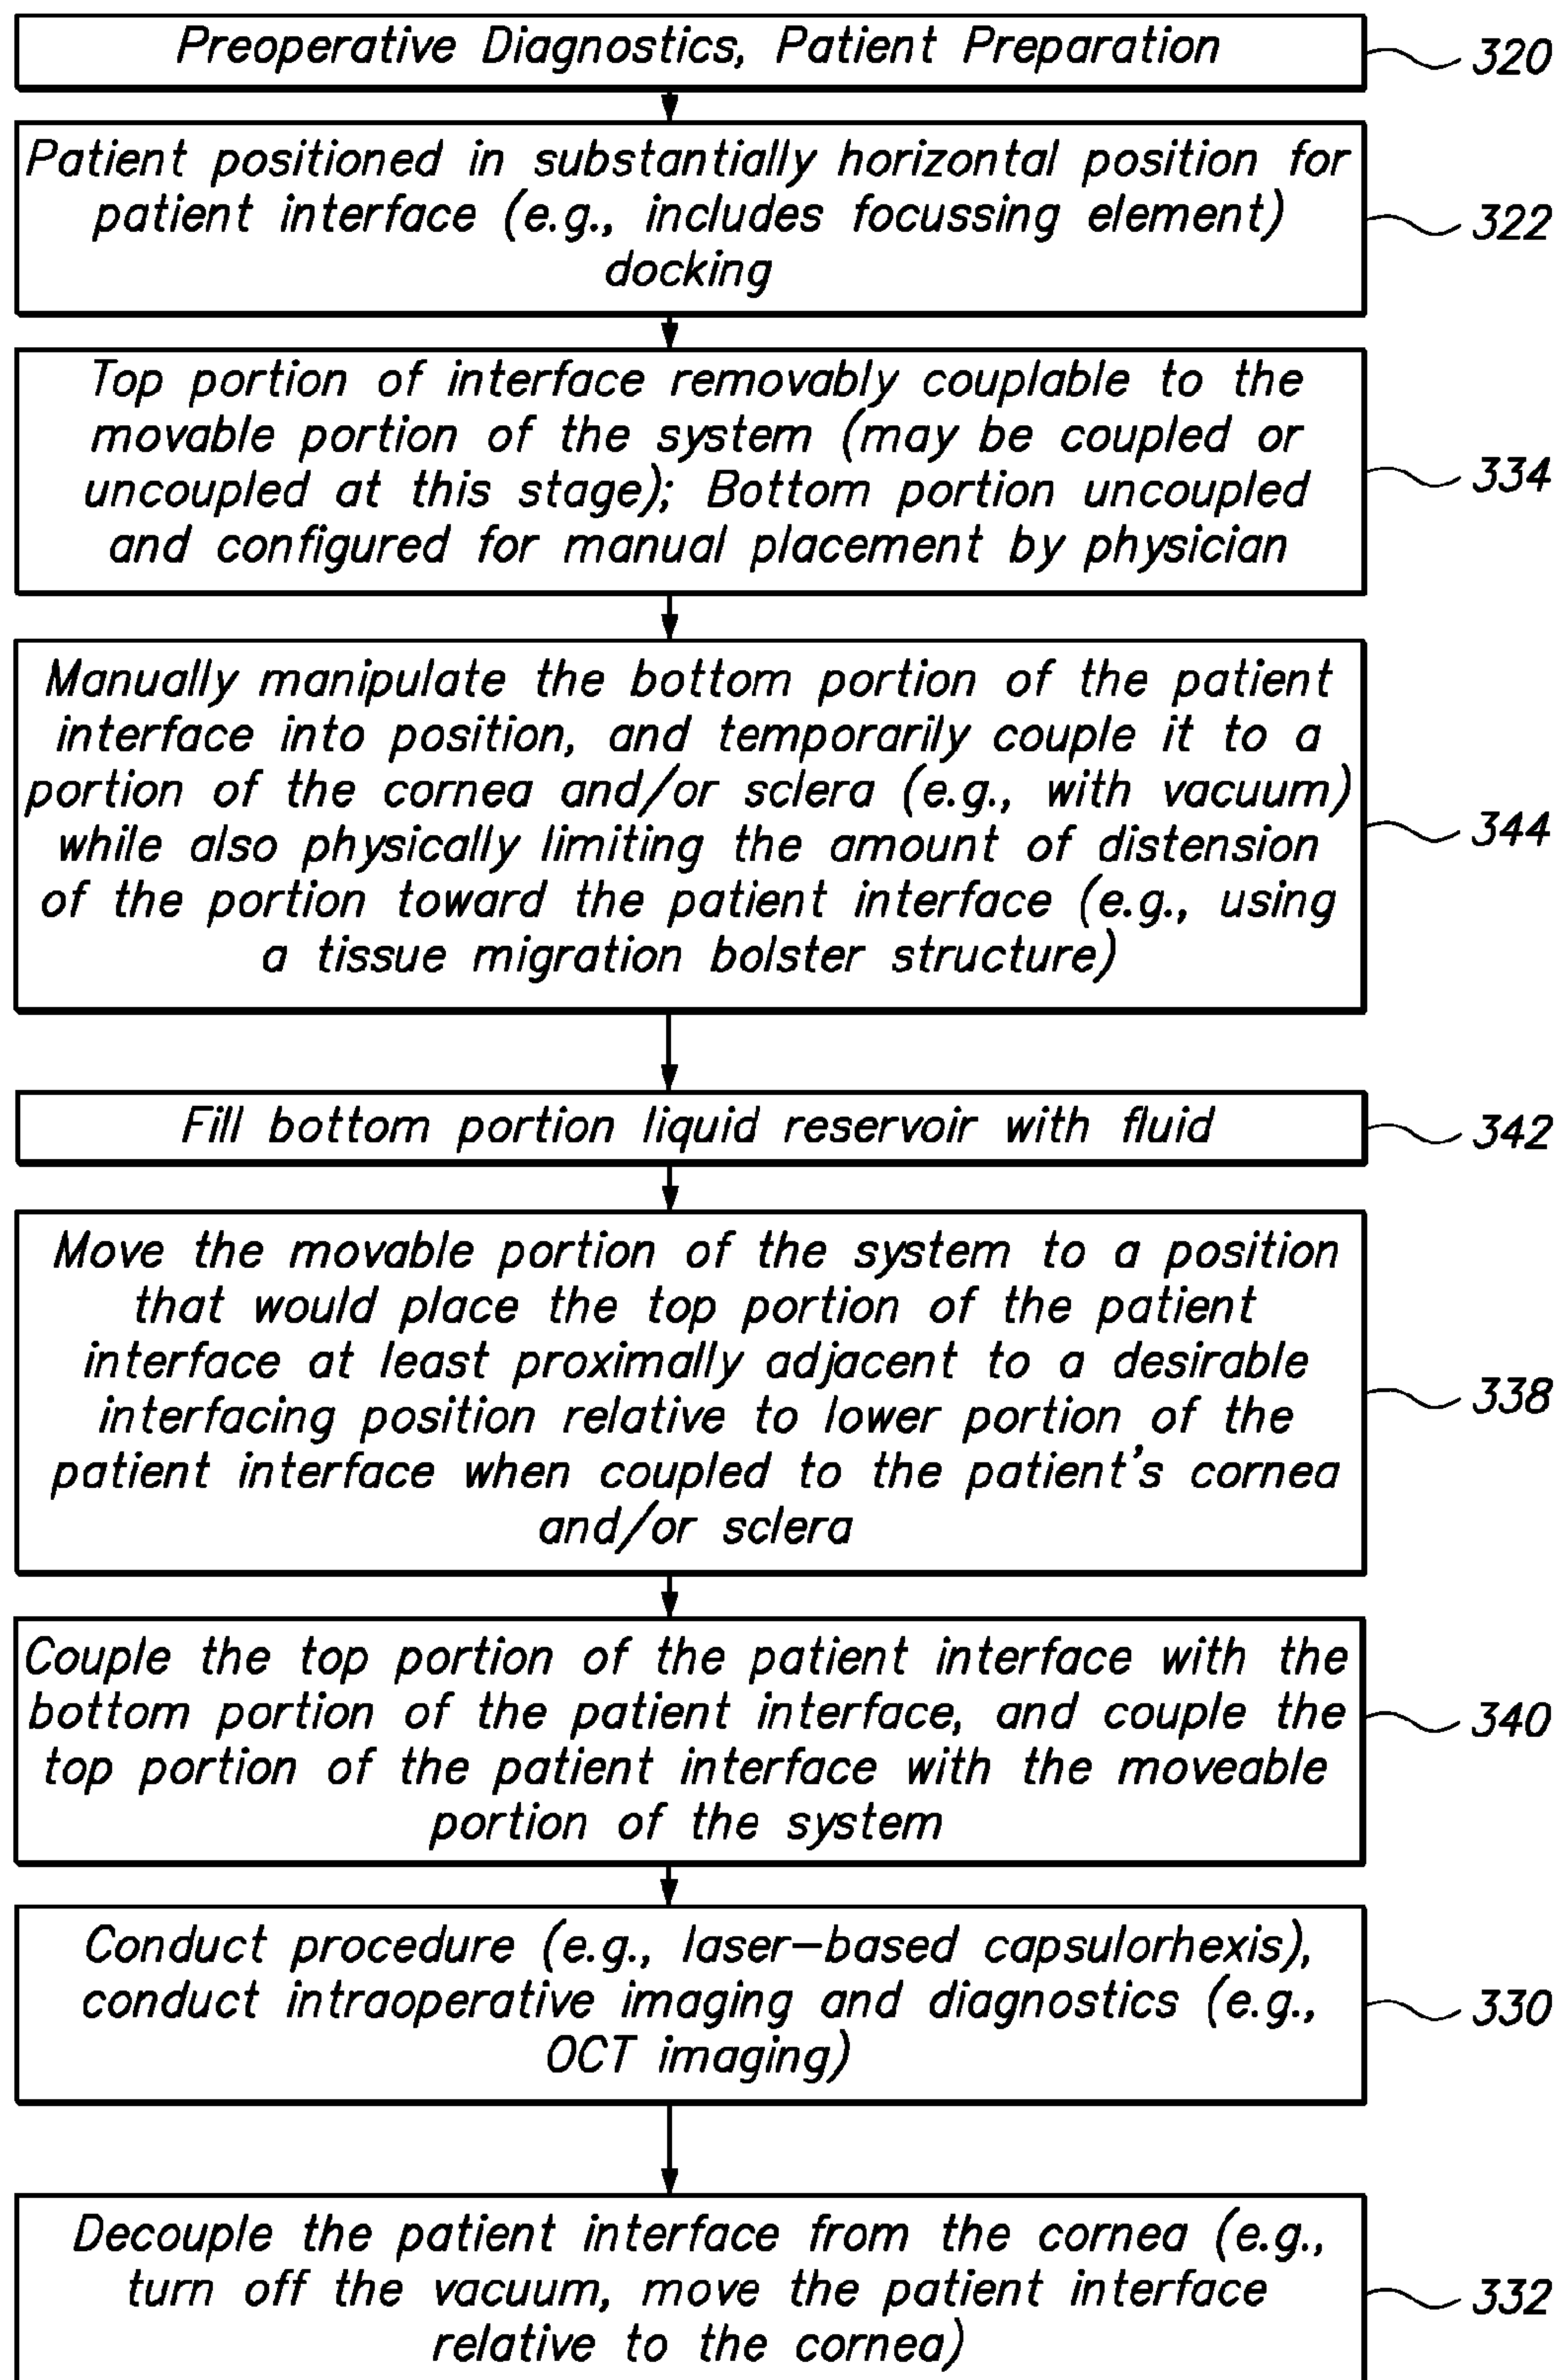 Preoperative Diagnostics, Patient Preparation
320
Patient positioned in substantially horizontal position for
patient interface (e.g., includes focussing element)
docking
322
Top portion of interface removably couplable to the
movable portion of the system (may be coupled or
uncoupled at this stage); Bottom portion uncoupled
and configured for manual placement by physician
334
Manually manipulate the bottom portion of the patient
interface into position, and temporarily couple it to a
portion of the cornea and/or sclera (e.g., with vacuum)
while also physically limiting the amount of distension
of the portion toward the patient interface (e.g., using
a tissue migration bolster structure)
344
Fill bottom portion liquid reservoir with fluid
342
Move the movable portion of the system to a position
that would place the top portion of the patient
interface at least proximally adjacent to a desirable
interfacing position relative to lower portion of the
patient interface when coupled to the patient's cornea
and/or sclera
338
Couple the top portion of the patient interface with the
bottom portion of the patient interface, and couple the
top portion of the patient interface with the moveable
portion of the system
340
Conduct procedure (e.g., laser-based capsulorhexis),
conduct intraoperative imaging and diagnostics (e.g.,
OCT imaging)
330
Decouple the patient interface from the cornea (e.g.,
turn off the vacuum, move the patient interface
relative to the cornea)
332